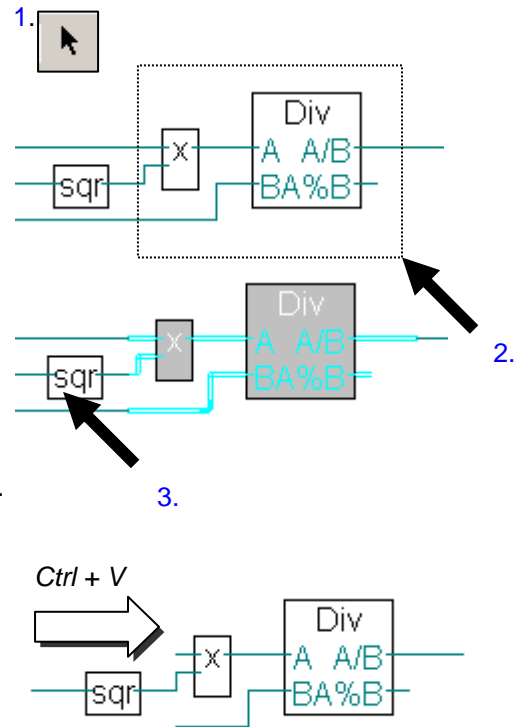 1.
Div
x
A A/B
sqr
BA%B
Div
x
A A/B
2.
sqr
BA%B
3.
.
Ctrl + V
Div
x
A A/B
sqr
BA%B